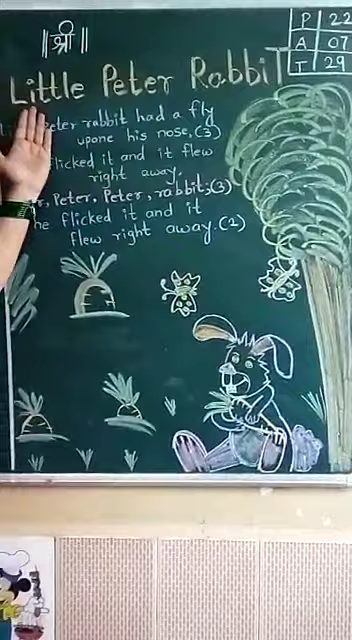 ॥ श्री ॥
P 22
A 07
T 29
Little Peter Rabbit
Peter rabbit had a fly
upone his nose,(3)
flicked it and it flew
right away.
Peter, Peter, rabbit,(3)
he flicked it and it
flew right away.(2)